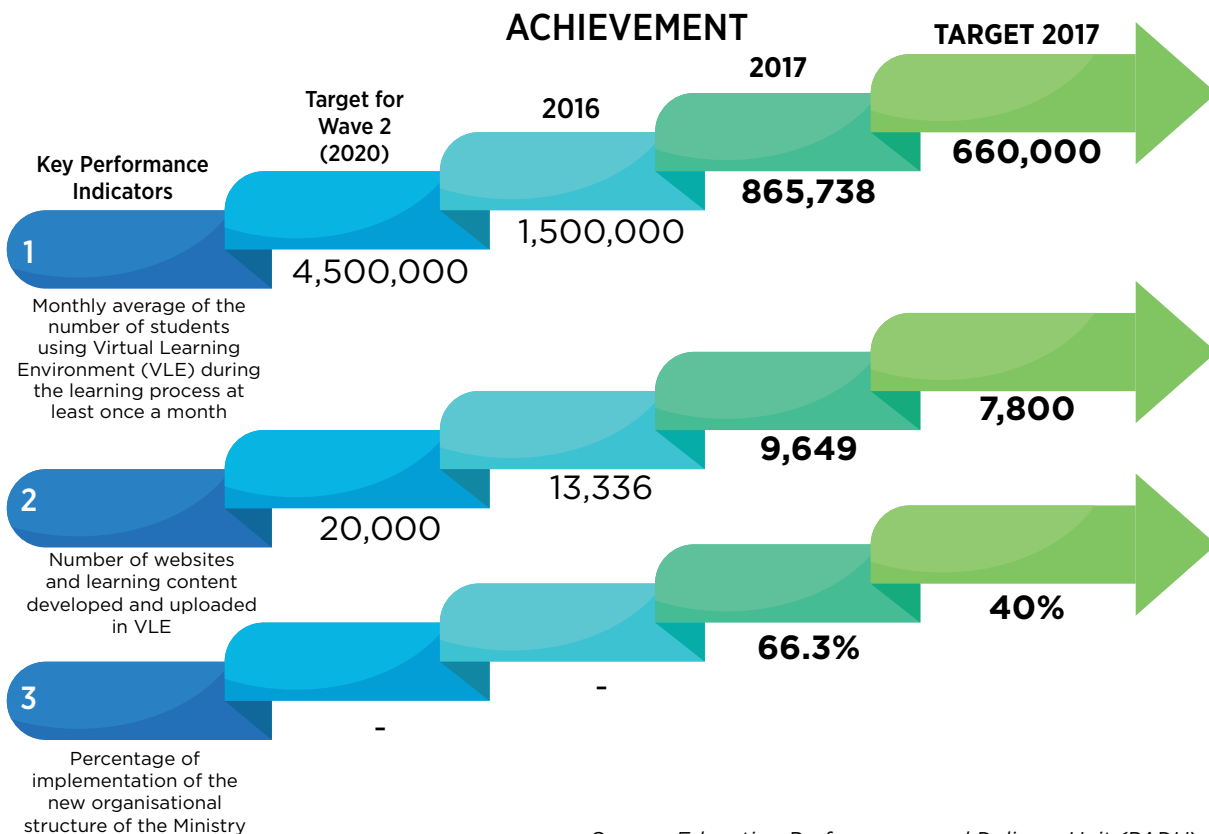 ACHIEVEMENT
Key Performance
Indicators
Target for
Wave 2
(2020)
2016
2017
TARGET 2017
1
Monthly average of the
number of students
using Virtual Learning
Environment (VLE) during
the learning process at
least once a month
4,500,000
1,500,000
865,738
660,000
2
Number of websites
and learning content
developed and uploaded
in VLE
20,000
13,336
9,649
7,800
3
Percentage of
implementation of the
new organisational
structure of the Ministry
-
-
66.3%
40%